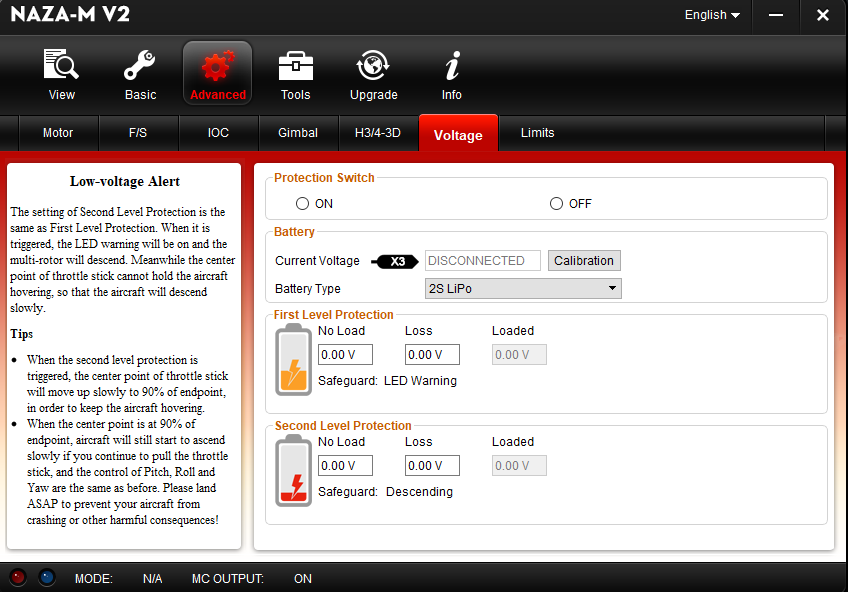 NAZA-M V2
English
View
Basic
Advanced
Tools
Upgrade
Info
Motor
F/S
IOC
Gimbal
H3/4-3D
Voltage
Limits
Low-voltage Alert
The setting of Second Level Protection is the
same as First Level Protection. When it is
triggered, the LED warning will be on and the
multi-rotor will descend. Meanwhile the center
point of throttle stick cannot hold the aircraft
hovering, so that the aircraft will descend
slowly.
Tips
When the second level protection is
triggered, the center point of throttle stick
will move up slowly to 90% of endpoint,
in order to keep the aircraft hovering.
When the center point is at 90% of
endpoint, aircraft will still start to ascend
slowly if you continue to pull the throttle
stick, and the control of Pitch, Roll and
Yaw are the same as before. Please land
ASAP to prevent your aircraft from
crashing or other harmful consequences!
Protection Switch
ON
OFF
Battery
Current Voltage X3 DISCONNECTED Calibration
Battery Type 2S LiPo
First Level Protection
No Load Loss Loaded
0.00 V 0.00 V 0.00 V
Safeguard: LED Warning
Second Level Protection
No Load Loss Loaded
0.00 V 0.00 V 0.00 V
Safeguard: Descending
MODE: N/A MC OUTPUT: ON